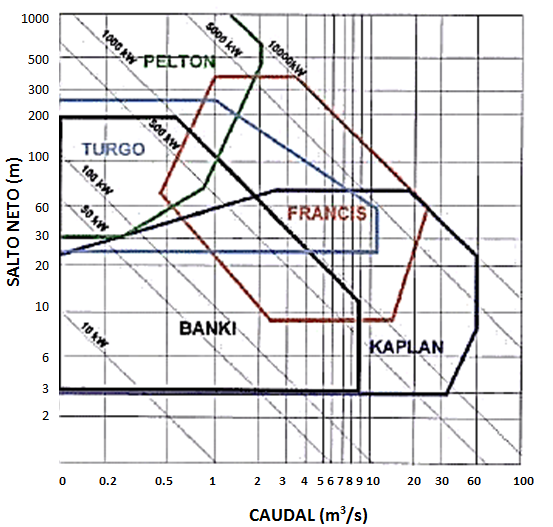 1000
500
300
200
100
60
30
20
10
6
3
2
SALTO NETO (m)
1000 kW
5000 kW
10000kW
PELTON
500 kW
TURGO
100 kW
50 kW
FRANCIS
10 kW
BANKI
KAPLAN
0 0.2 0.5 1 2 3 4 5 6 7 8 9 10 20 30 60 100
CAUDAL (m³/s)